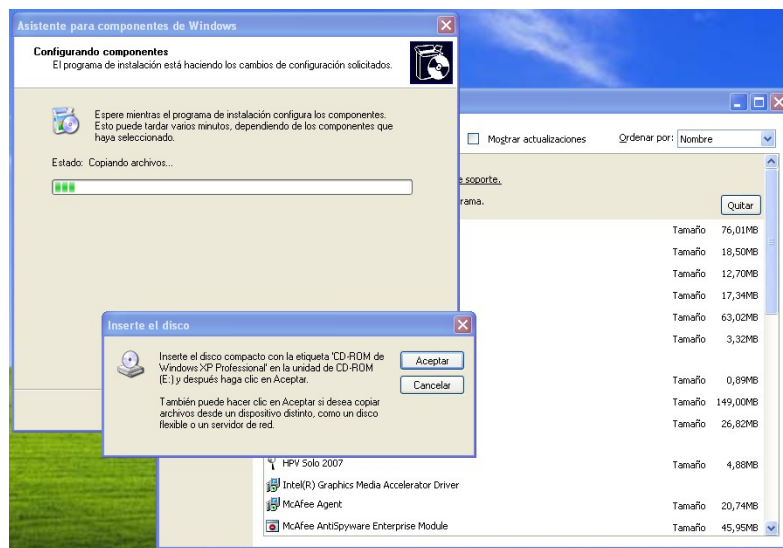 Asistente para componentes de Windows
Configurando componentes
El programa de instalación está haciendo los cambios de configuración solicitados.
Espere mientras el programa de instalación configura los componentes.
Esto puede tardar varios minutos, dependiendo de los componentes que
haya seleccionado.
Estado: Copiando archivos...
Inserte el disco
Inserte el disco compacto con la etiqueta 'CD-ROM de
Windows XP Professional' en la unidad de CD-ROM
(E:) y después haga clic en Aceptar.
También puede hacer clic en Aceptar si desea copiar
archivos desde un dispositivo distinto, como un disco
flexible o un servidor de red.
Aceptar
Cancelar
Mostrar actualizaciones Ordenar por: Nombre
soporte.
Quitar
Tamaño 76,01MB
Tamaño 18,50MB
Tamaño 12,70MB
Tamaño 17,34MB
Tamaño 63,02MB
Tamaño 3,32MB
Tamaño 0,89MB
Tamaño 149,00MB
Tamaño 26,82MB
HPV Solo 2007 Tamaño 4,88MB
Intel(R) Graphics Media Accelerator Driver
McAfee Agent Tamaño 20,74MB
McAfee AntiSpyware Enterprise Module Tamaño 45,95MB